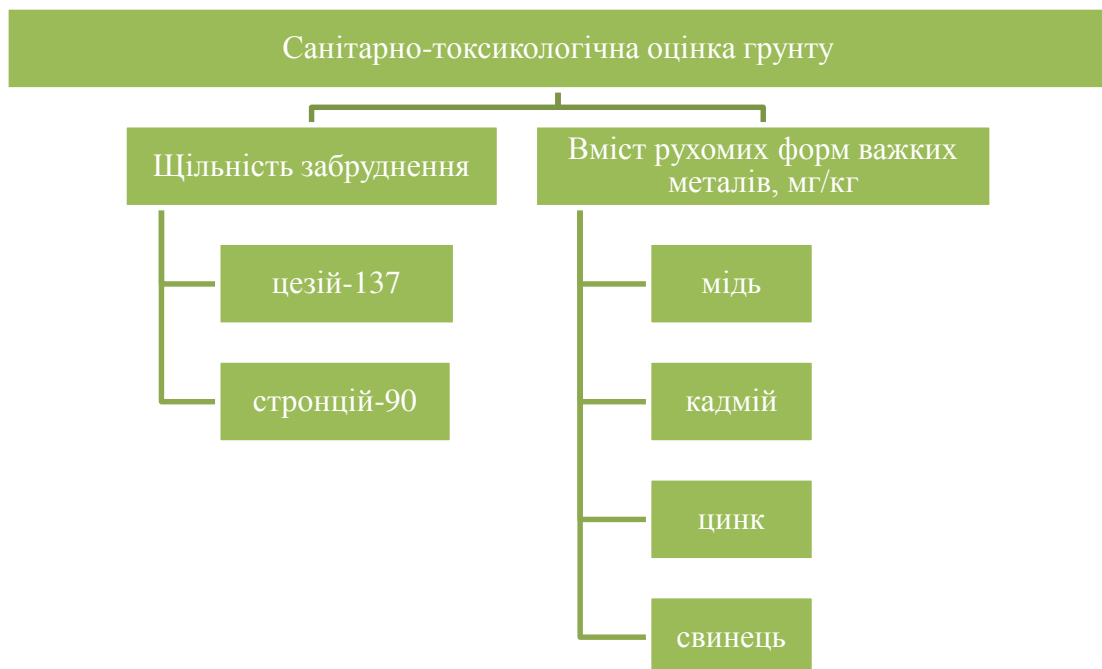 Санітарно-токсикологічна оцінка грунту
Щільність забруднення
цезій-137
стронцій-90
Вміст рухомих форм важких
металів, мг/кг
мідь
кадмій
цинк
свинець